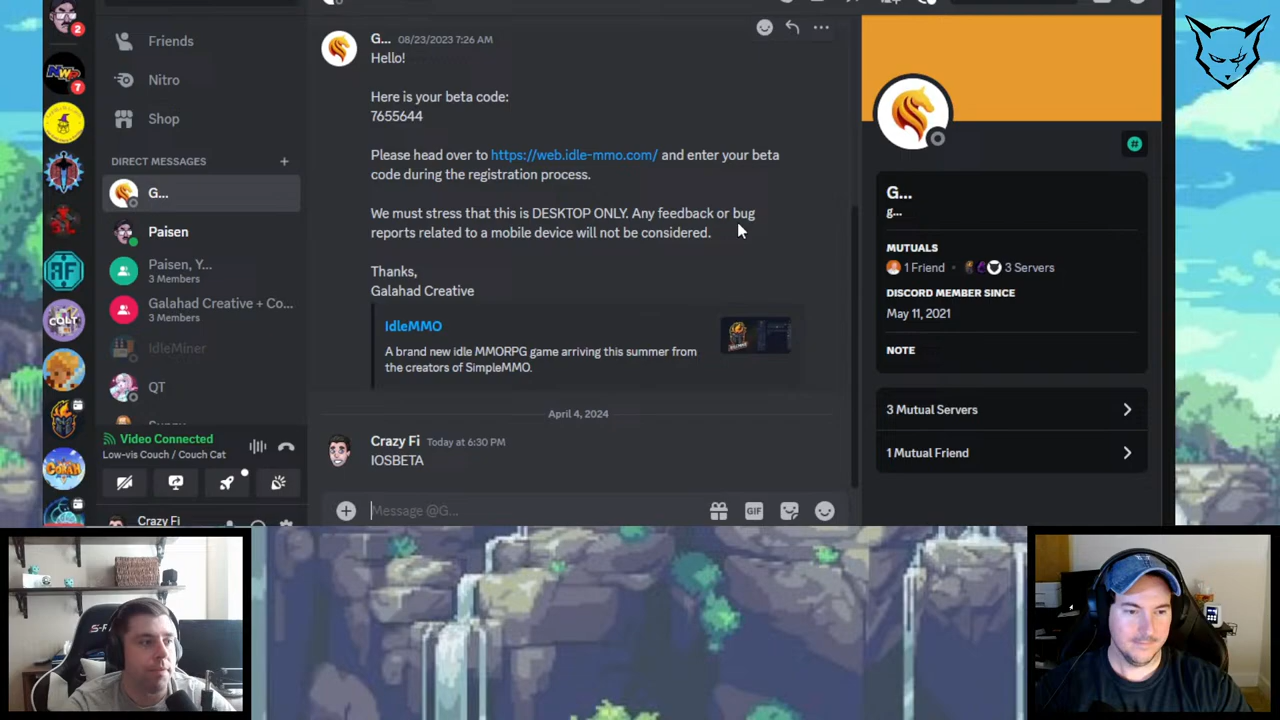 2
Friends
NWO
7
Nitro
Shop
DIRECT MESSAGES +
G...
Paisen
Paisen, Y...
3 Members
Galahad Creative + Co...
3 Members
COLT
IdleMiner
QT
Video Connected
Low-vis Couch / Couch Cat
Crazy Fi
G... 08/23/2023 7:26 AM
Hello!
Here is your beta code:
7655644
Please head over to https://web.idle-mmo.com/ and enter your beta
code during the registration process.
We must stress that this is DESKTOP ONLY. Any feedback or bug
reports related to a mobile device will not be considered.
Thanks,
Galahad Creative
IdleMMO
A brand new idle MMORPG game arriving this summer from
the creators of SimpleMMO.
April 4, 2024
Crazy Fi Today at 6:30 PM
IOSBETA
Message @G...
GIF
G...
g...
MUTUALS
1 Friend • 3 Servers
DISCORD MEMBER SINCE
May 11, 2021
NOTE
3 Mutual Servers
1 Mutual Friend